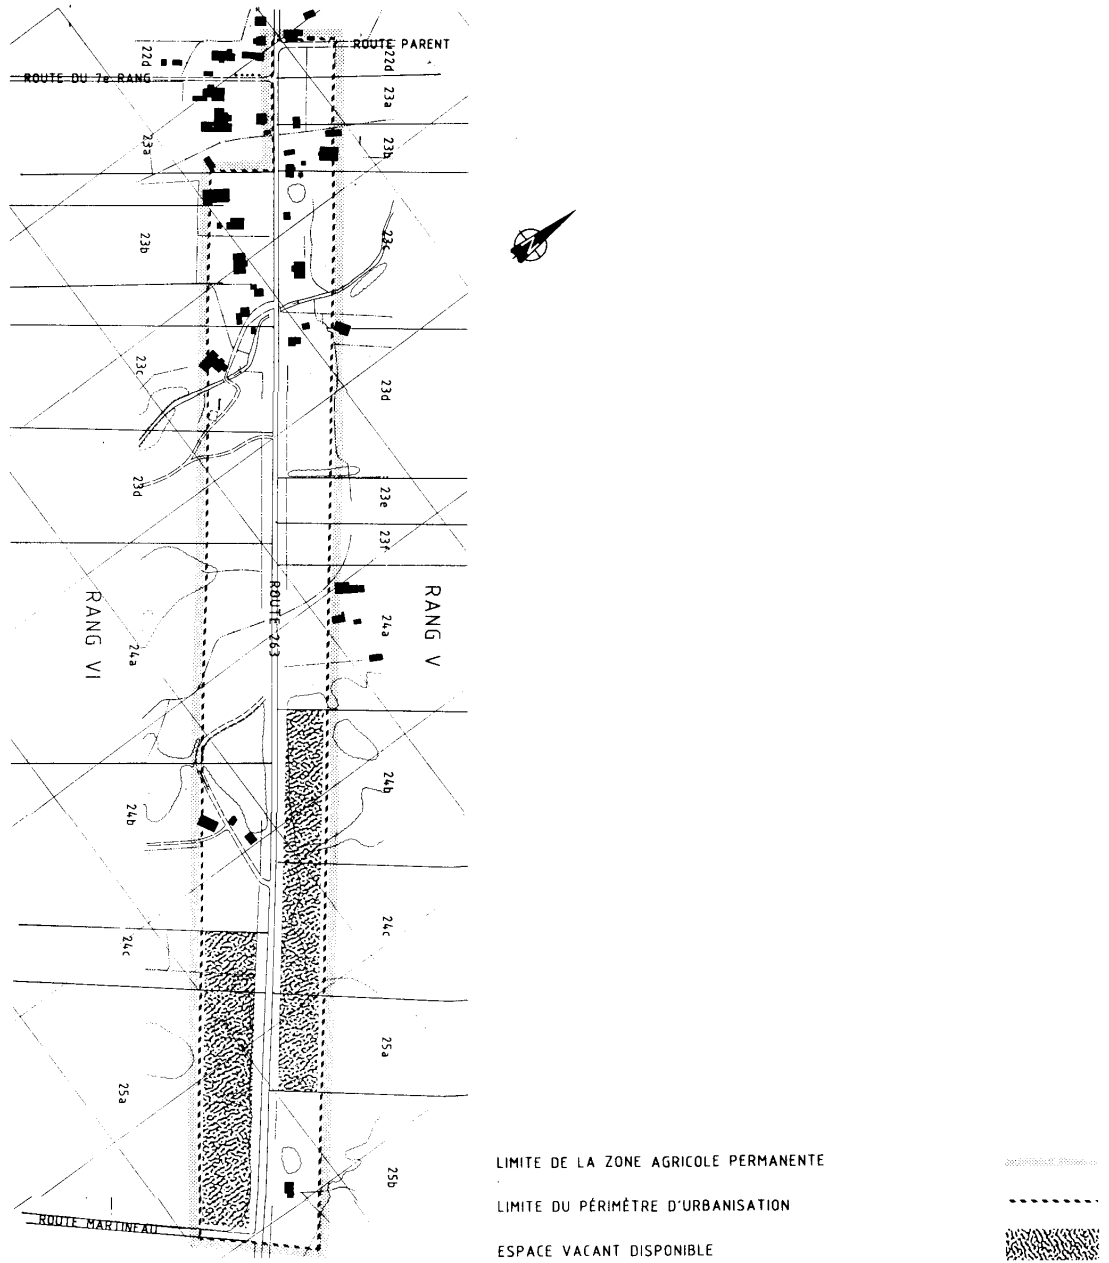 ROUTE PARENT
22d
22d
ROUTE DU 7e RANG
23a
23a
23b
23b
23c
23c
23d
23d
23e
23f
ROUTE 263
RANG VI
RANG V
24a
24a
24b
24b
24c
24c
25a
25a
25b
ROUTE MARTINEAU
N
LIMITE DE LA ZONE AGRICOLE PERMANENTE
LIMITE DU PÉRIMÈTRE D'URBANISATION
ESPACE VACANT DISPONIBLE